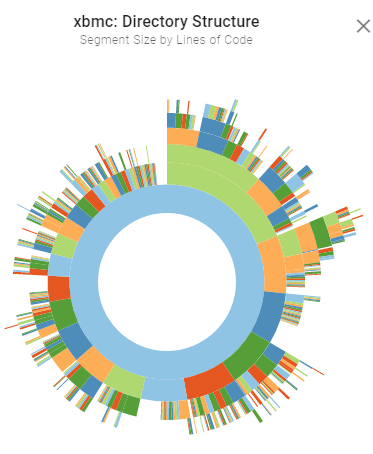 xbmc: Directory Structure
Segment Size by Lines of Code